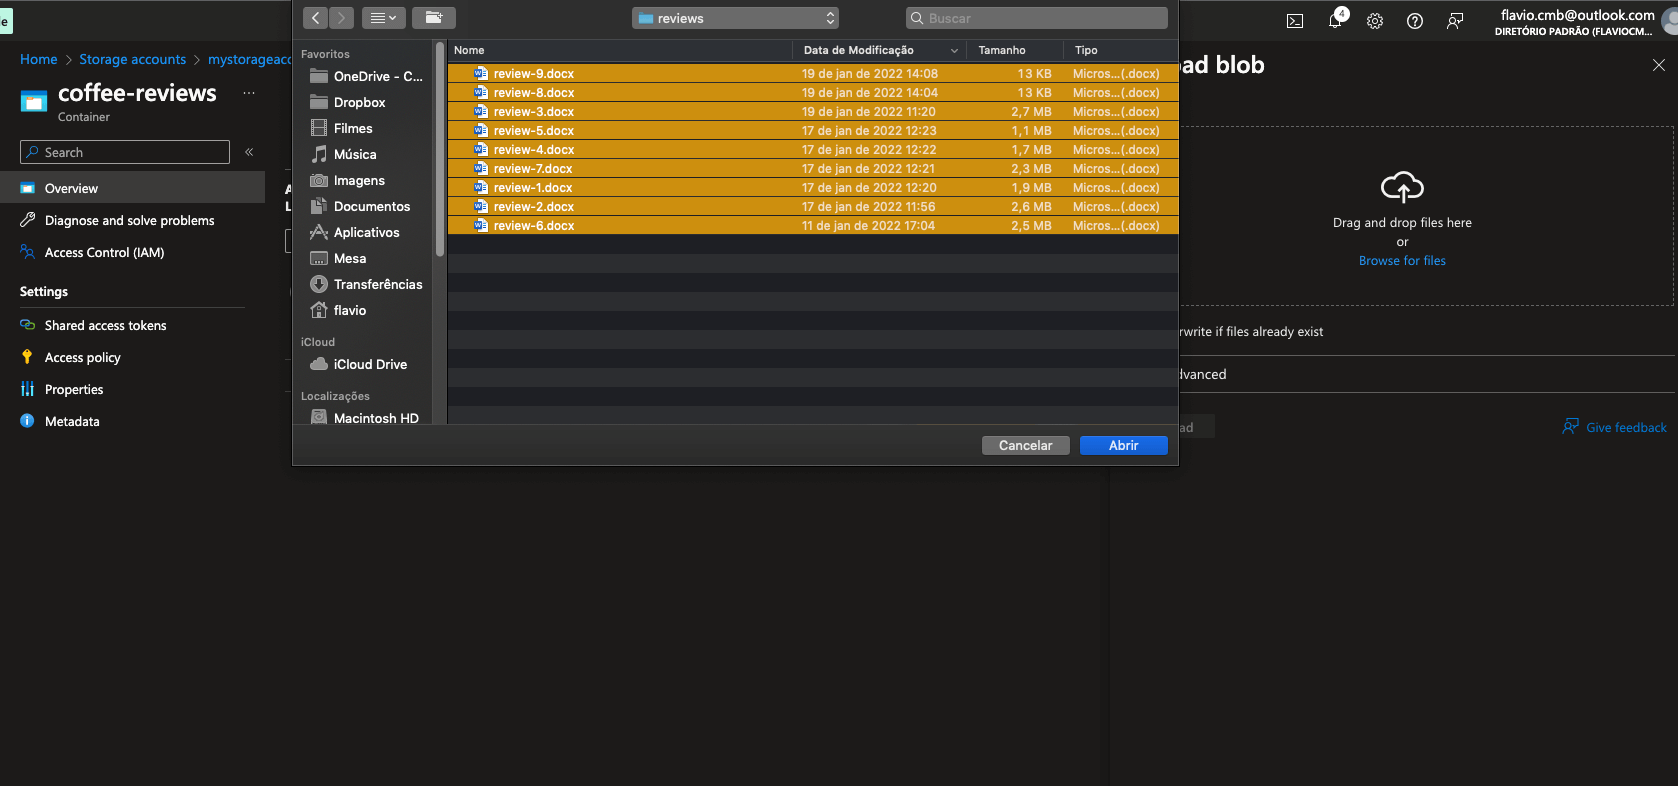 reviews
Buscar
4
flavio.cmb@outlook.com
DIRETÓRIO PADRÃO (FLAVIOCM...
Home > Storage accounts > mystorageacc
coffee-reviews ...
Container
Search «
Overview
Diagnose and solve problems
Access Control (IAM)
Settings
Shared access tokens
Access policy
Properties
Metadata
Favoritos
OneDrive - C...
Dropbox
Filmes
Música
Imagens
Documentos
Aplicativos
Mesa
Transferências
flavio
iCloud
iCloud Drive
Localizações
Macintosh HD
Nome Data de Modificação Tamanho Tipo
review-9.docx 19 de jan de 2022 14:08 13 KB Micros...(.docx)
review-8.docx 19 de jan de 2022 14:04 13 KB Micros...(.docx)
review-3.docx 19 de jan de 2022 11:20 2,7 MB Micros...(.docx)
review-5.docx 17 de jan de 2022 12:23 1,1 MB Micros...(.docx)
review-4.docx 17 de jan de 2022 12:22 1,7 MB Micros...(.docx)
review-7.docx 17 de jan de 2022 12:21 2,3 MB Micros...(.docx)
review-1.docx 17 de jan de 2022 12:20 1,9 MB Micros...(.docx)
review-2.docx 17 de jan de 2022 11:56 2,6 MB Micros...(.docx)
review-6.docx 11 de jan de 2022 17:04 2,5 MB Micros...(.docx)
Cancelar Abrir
ad blob
Drag and drop files here
or
Browse for files
rwrite if files already exist
dvanced
ad
Give feedback